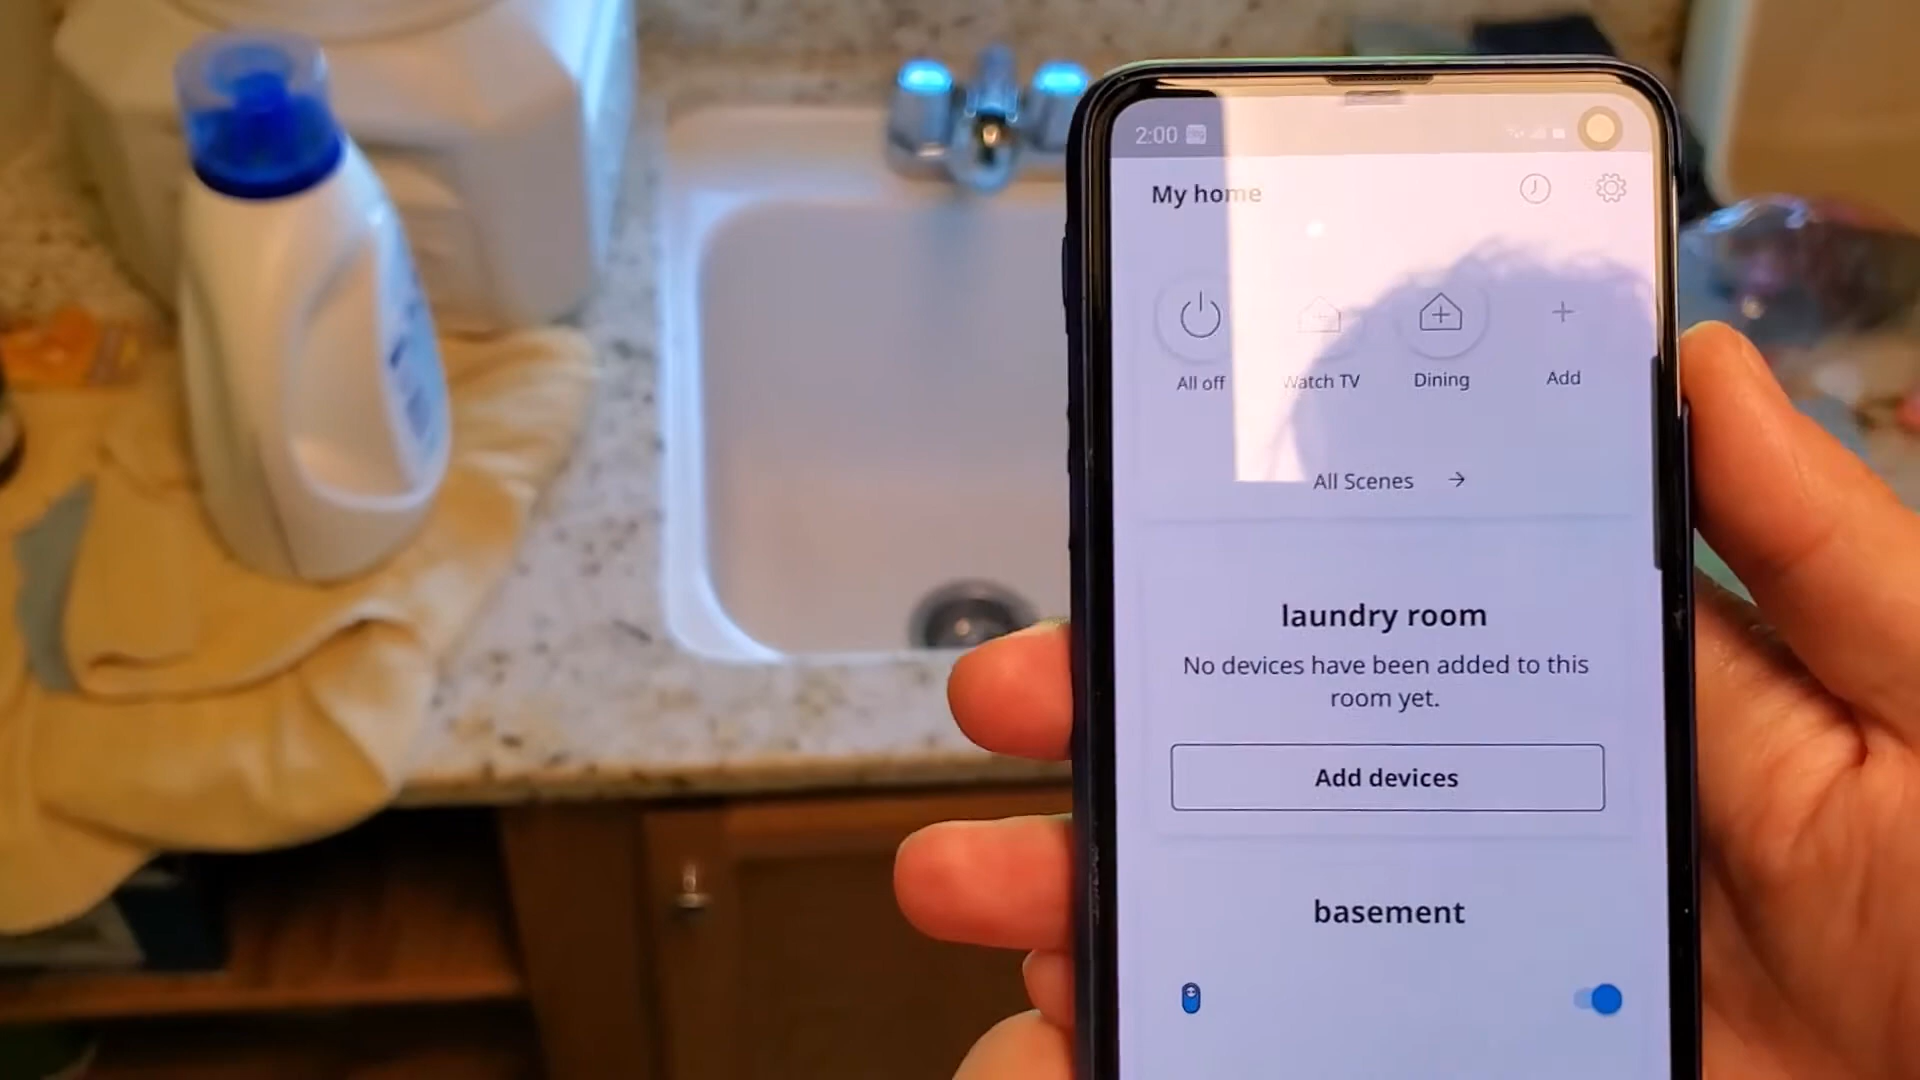 2:00
My home
All off
Watch TV
Dining
Add
All Scenes →
laundry room
No devices have been added to this
room yet.
Add devices
basement